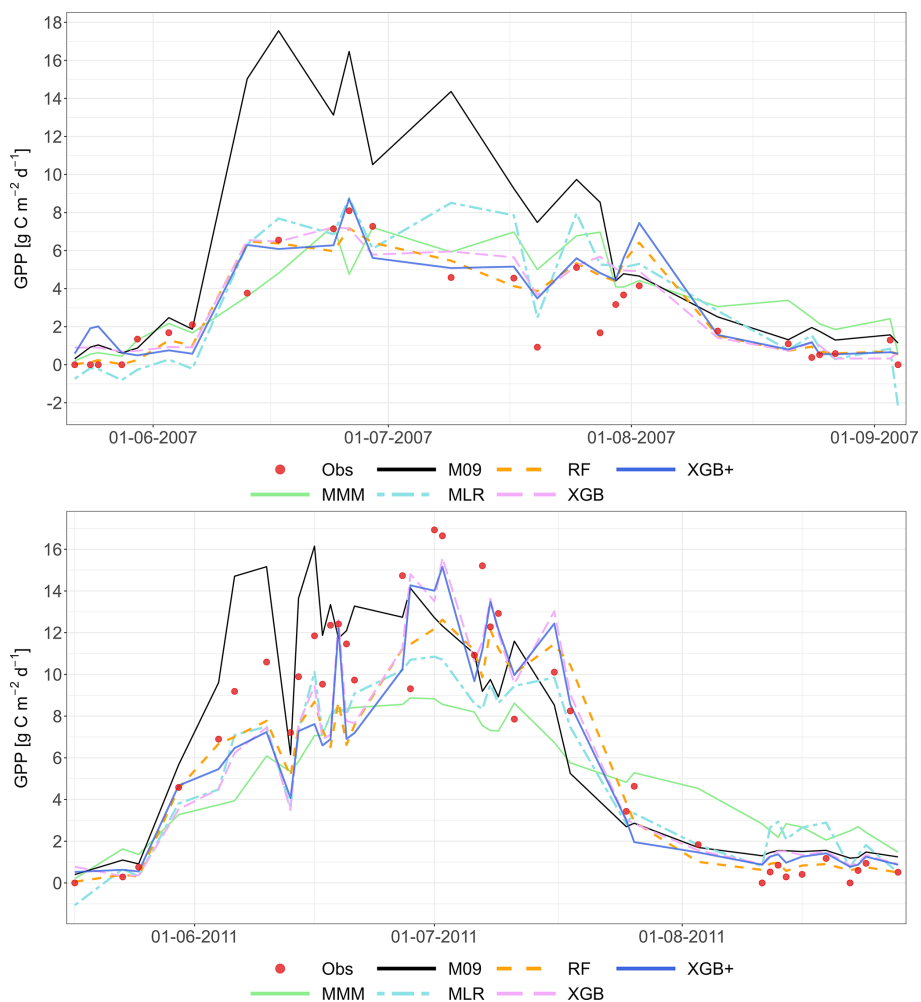 18
16
14
12
10
8
6
4
2
0
-2
GPP [g C m⁻² d⁻¹]
01-06-2007 01-07-2007 01-08-2007 01-09-2007
Obs M09 RF XGB+
MMM MLR XGB
16
14
12
10
8
6
4
2
0
GPP [g C m⁻² d⁻¹]
01-06-2011 01-07-2011 01-08-2011
Obs M09 RF XGB+
MMM MLR XGB